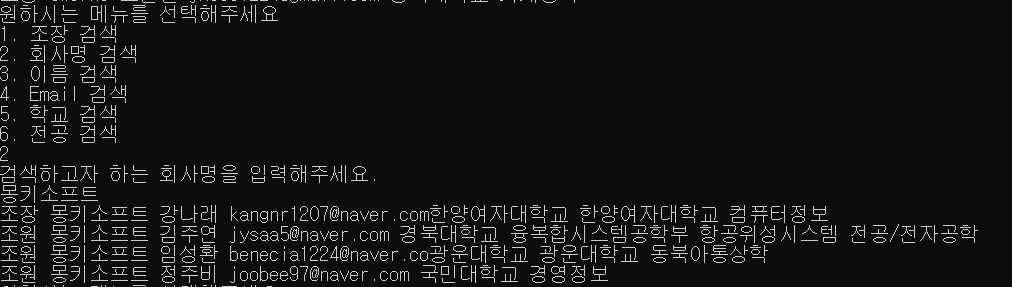 원하시는 메뉴를 선택해주세요
1. 조장 검색
2. 회사명 검색
3. 이름 검색
4. Email 검색
5. 학교 검색
6. 전공 검색
2
검색하고자 하는 회사명을 입력해주세요.
몽키소프트
조장 몽키소프트 강나래 kangnr1207@naver.com한양여자대학교 한양여자대학교 컴퓨터정보
조원 몽키소프트 김주연 jysaa5@naver.com 경북대학교 융복합시스템공학부 항공위성시스템 전공/전자공학
조원 몽키소프트 임성환 benecia1224@naver.co광운대학교 광운대학교 동북아통상학
조원 몽키소프트 정주비 joobee97@naver.com 국민대학교 경영정보